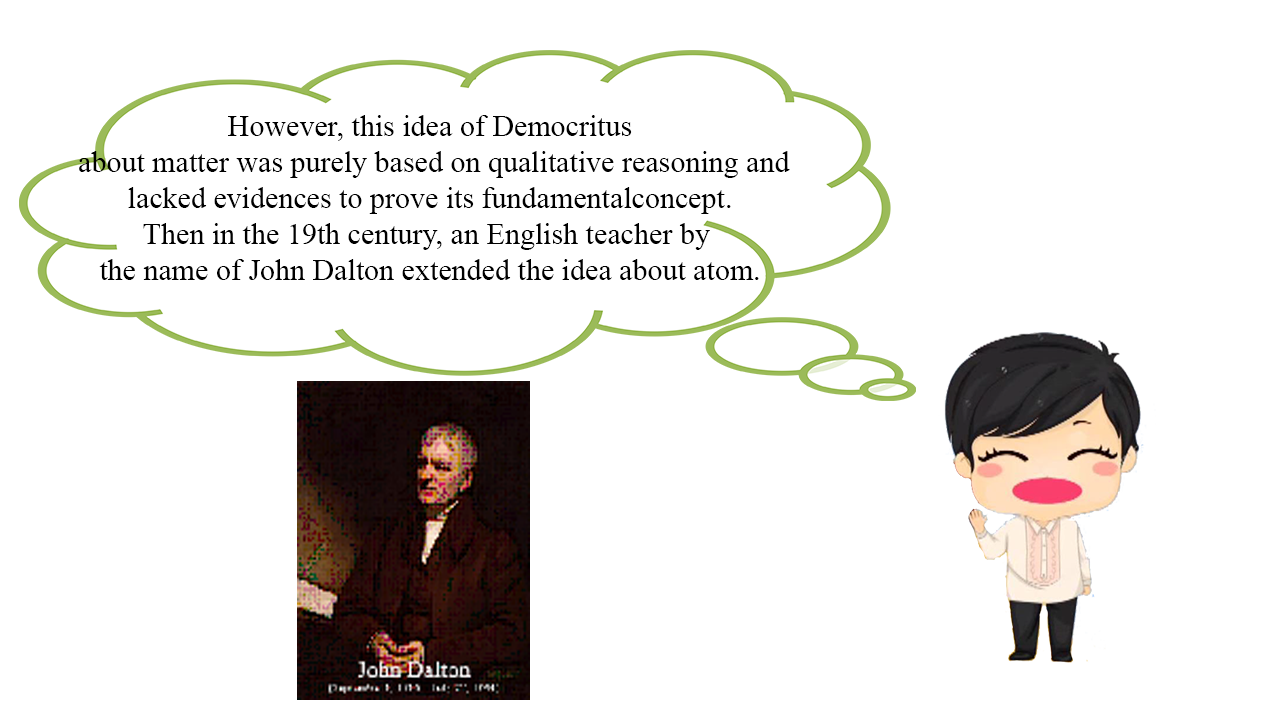 However, this idea of Democritus
about matter was purely based on qualitative reasoning and
lacked evidences to prove its fundamentalconcept.
Then in the 19th century, an English teacher by
the name of John Dalton extended the idea about atom.
John Dalton